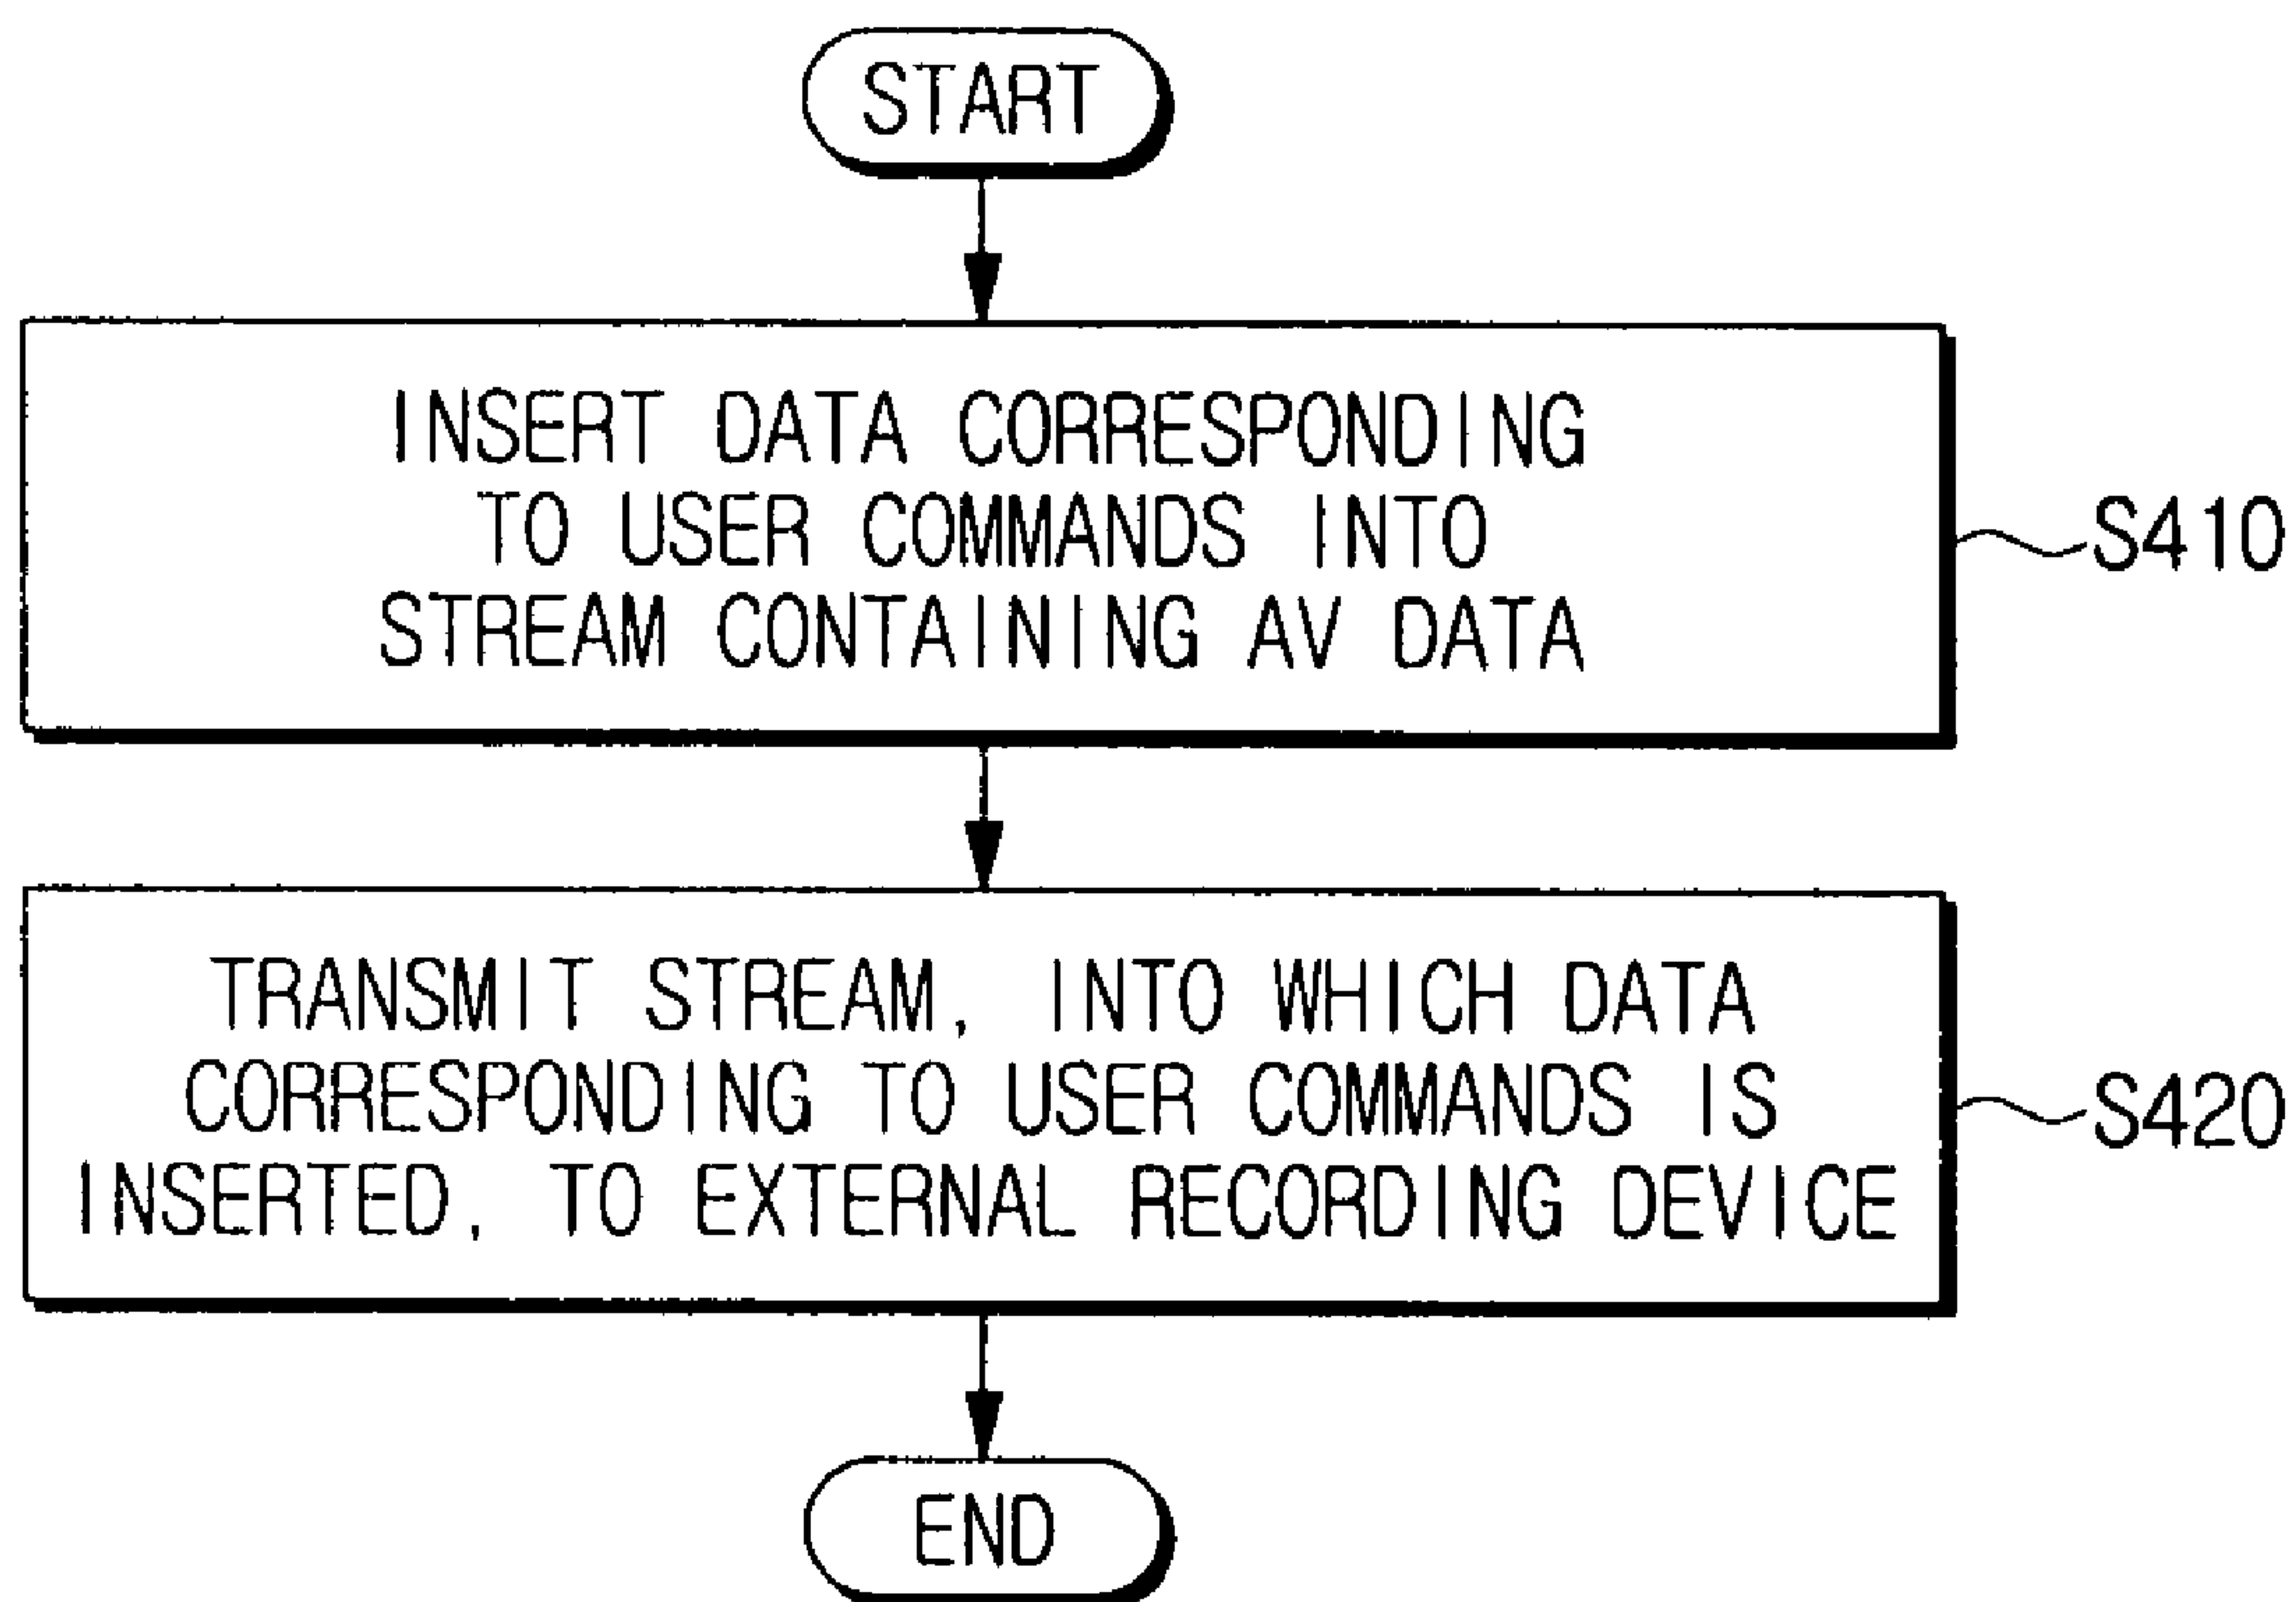 START
INSERT DATA CORRESPONDING
TO USER COMMANDS INTO
STREAM CONTAINING AV DATA
S410
TRANSMIT STREAM, INTO WHICH DATA
CORRESPONDING TO USER COMMANDS IS
INSERTED, TO EXTERNAL RECORDING DEVICE
S420
END